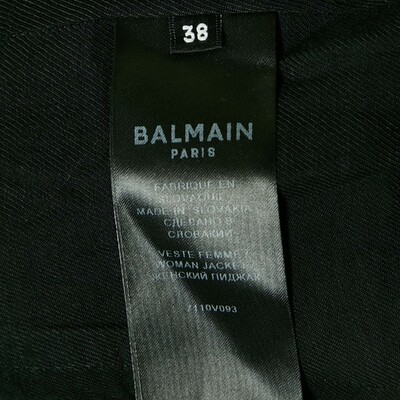 38
BALMAIN
PARIS
FABRIQUE EN
SLOVAQUIE
MADE IN SLOVAKIA
СДЕЛАНО В
СЛОВАКИИ
VESTE FEMME
WOMAN JACKET
ЖЕНСКИЙ ПИДЖАК
7110V093